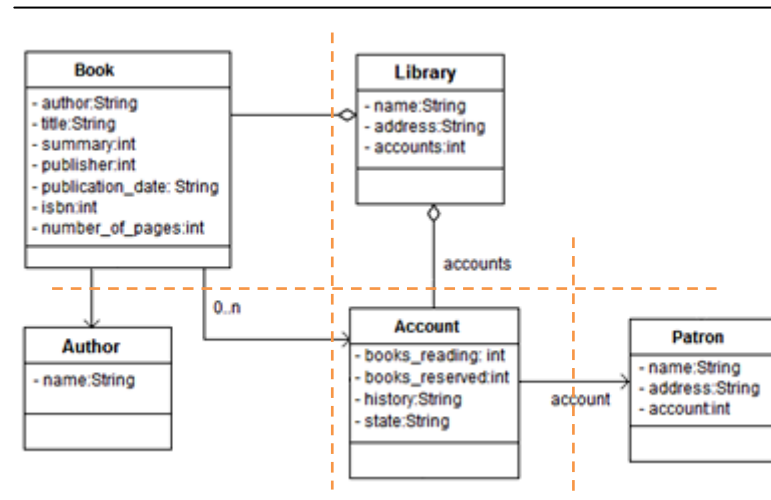 Book
- author:String
- title:String
- summary:int
- publisher:int
- publication_date: String
- isbn:int
- number_of_pages:int
Library
- name:String
- address:String
- accounts:int
accounts
0..n
Author
- name:String
Account
- books_reading: int
- books_reserved:int
- history:String
- state:String
account
Patron
- name:String
- address:String
- account:int